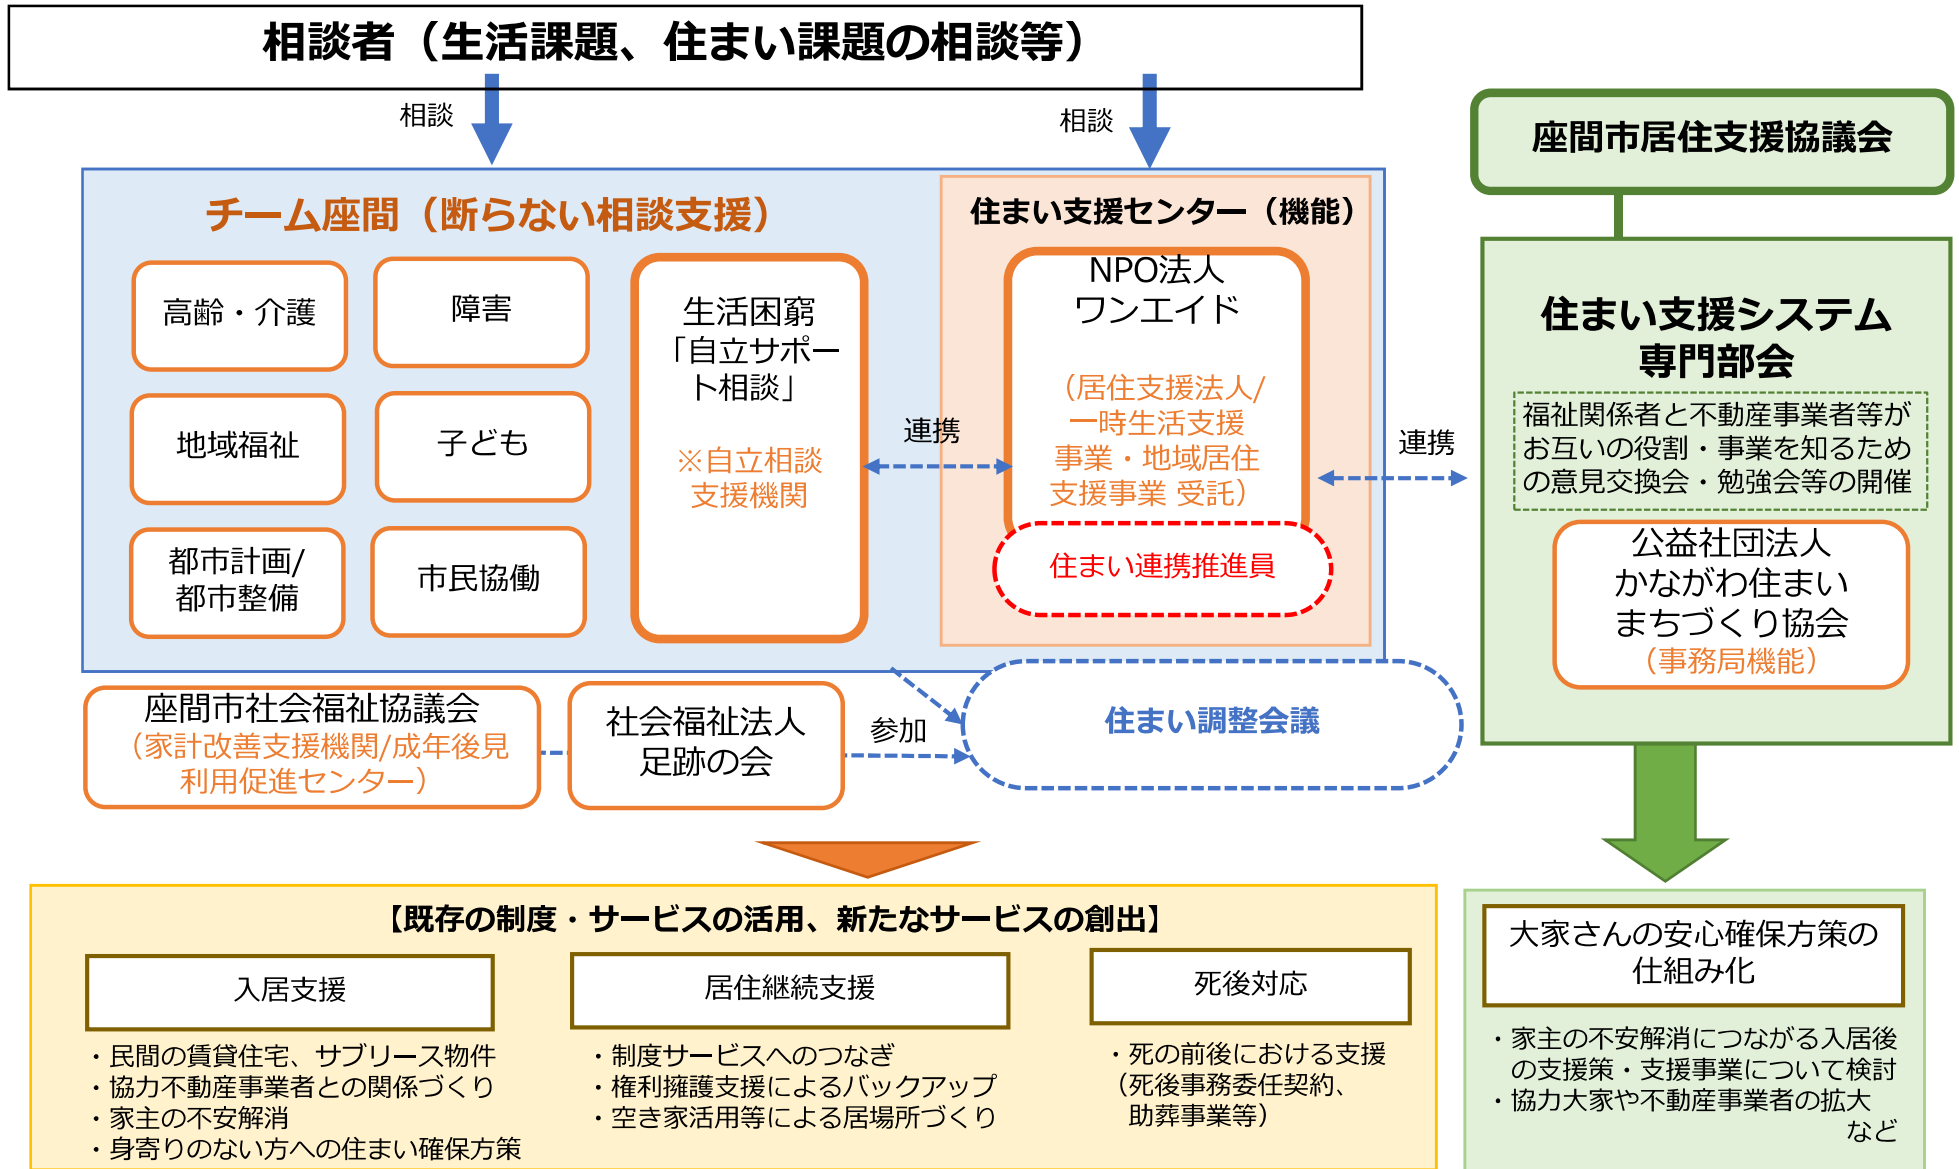 相談者（生活課題、住まい課題の相談等）
相談
相談
チーム座間（断らない相談支援）
高齢・介護
障害
地域福祉
子ども
都市計画/
都市整備
市民協働
生活困窮
「自立サポー
ト相談」
※自立相談
支援機関
連携
住まい支援センター（機能）
NPO法人
ワンエイド
（居住支援法人/
一時生活支援
事業・地域居住
支援事業 受託）
住まい連携推進員
連携
座間市居住支援協議会
住まい支援システム
専門部会
福祉関係者と不動産事業者等が
お互いの役割・事業を知るため
の意見交換会・勉強会等の開催
公益社団法人
かながわ住まい
まちづくり協会
（事務局機能）
座間市社会福祉協議会
（家計改善支援機関/成年後見
利用促進センター）
社会福祉法人
足跡の会
参加
住まい調整会議
【既存の制度・サービスの活用、新たなサービスの創出】
入居支援
・民間の賃貸住宅、サブリース物件
・協力不動産事業者との関係づくり
・家主の不安解消
・身寄りのない方への住まい確保方策
居住継続支援
・制度サービスへのつなぎ
・権利擁護支援によるバックアップ
・空き家活用等による居場所づくり
死後対応
・死の前後における支援
（死後事務委任契約、
助葬事業等）
大家さんの安心確保方策の
仕組み化
・家主の不安解消につながる入居後
の支援策・支援事業について検討
・協力大家や不動産事業者の拡大
など